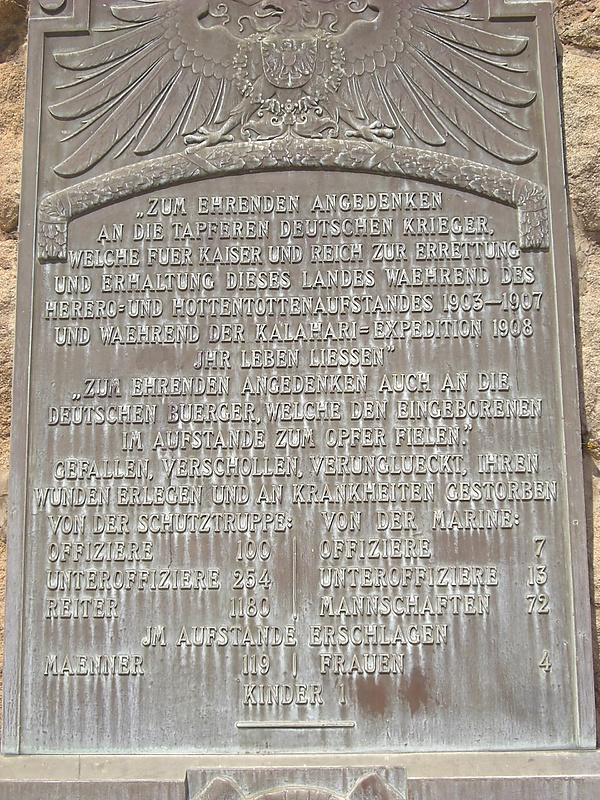 „ZUM EHRENDEN ANGEDENKEN
AN DIE TAPFEREN DEUTSCHEN KRIEGER,
WELCHE FUER KAISER UND REICH ZUR ERRETTUNG
UND ERHALTUNG DIESES LANDES WAEHREND DES
HERERO=UND HOTTENTOTTENAUFSTANDES 1903—1907
UND WAEHREND DER KALAHARI=EXPEDITION 1908
JHR LEBEN LIESSEN”
„ZUM EHRENDEN ANGEDENKEN AUCH AN DIE
DEUTSCHEN BUERGER, WELCHE DEN EINGEBORENEN
IM AUFSTANDE ZUM OPFER FIELEN.”
GEFALLEN, VERSCHOLLEN, VERUNGLUECKT, IHREN
WUNDEN ERLEGEN UND AN KRANKHEITEN GESTORBEN
VON DER SCHUTZTRUPPE: VON DER MARINE:
OFFIZIERE 100 OFFIZIERE 7
UNTEROFFIZIERE 254 UNTEROFFIZIERE 13
REITER 1180 MANNSCHAFTEN 72
JM AUFSTANDE ERSCHLAGEN
MAENNER 119 | FRAUEN 4
KINDER 1